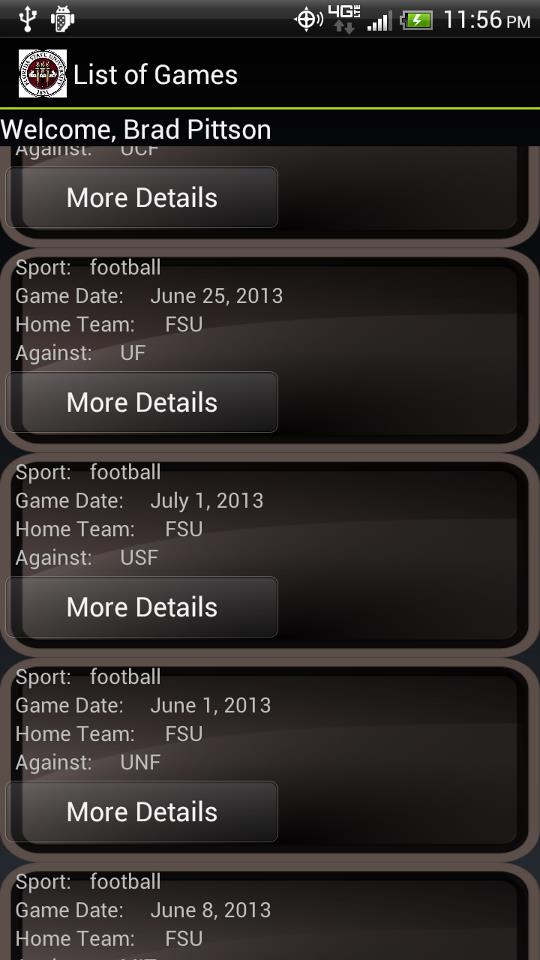 4G LTE 11:56 PM
List of Games
Welcome, Brad Pittson
Against: UCF
More Details
Sport: football
Game Date: June 25, 2013
Home Team: FSU
Against: UF
More Details
Sport: football
Game Date: July 1, 2013
Home Team: FSU
Against: USF
More Details
Sport: football
Game Date: June 1, 2013
Home Team: FSU
Against: UNF
More Details
Sport: football
Game Date: June 8, 2013
Home Team: FSU